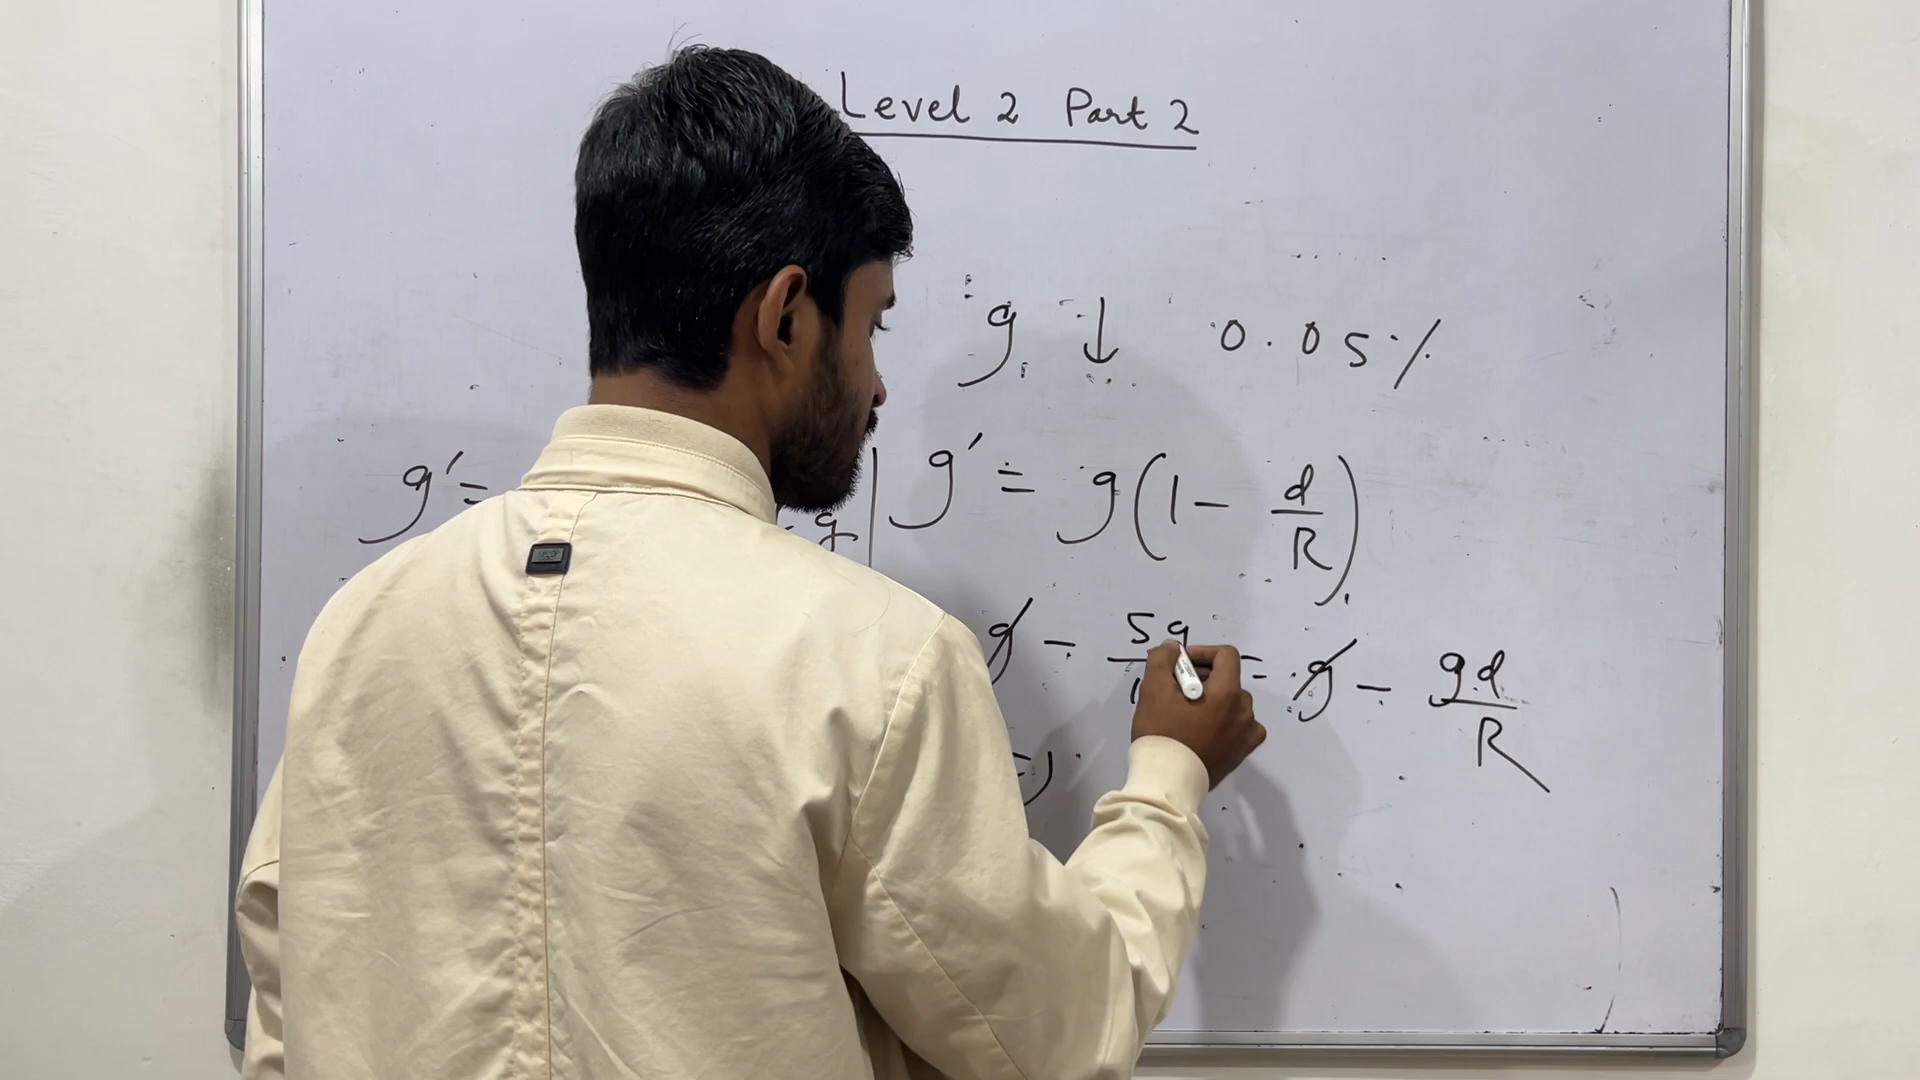 Level 2 Part 2
g ↓ 0.05%
g' = g | g' = g(1 - d/R)
g - 5g = g - gd/R